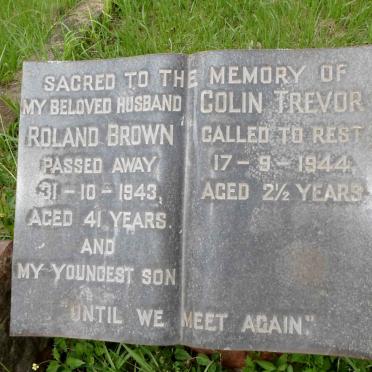 SACRED TO THE MEMORY OF
MY BELOVED HUSBAND
ROLAND BROWN
PASSED AWAY
31-10-1943.
AGED 41 YEARS.
AND
MY YOUNGEST SON
COLIN TREVOR
CALLED TO REST
17-9-1944.
AGED 2½ YEARS
"UNTIL WE MEET AGAIN."